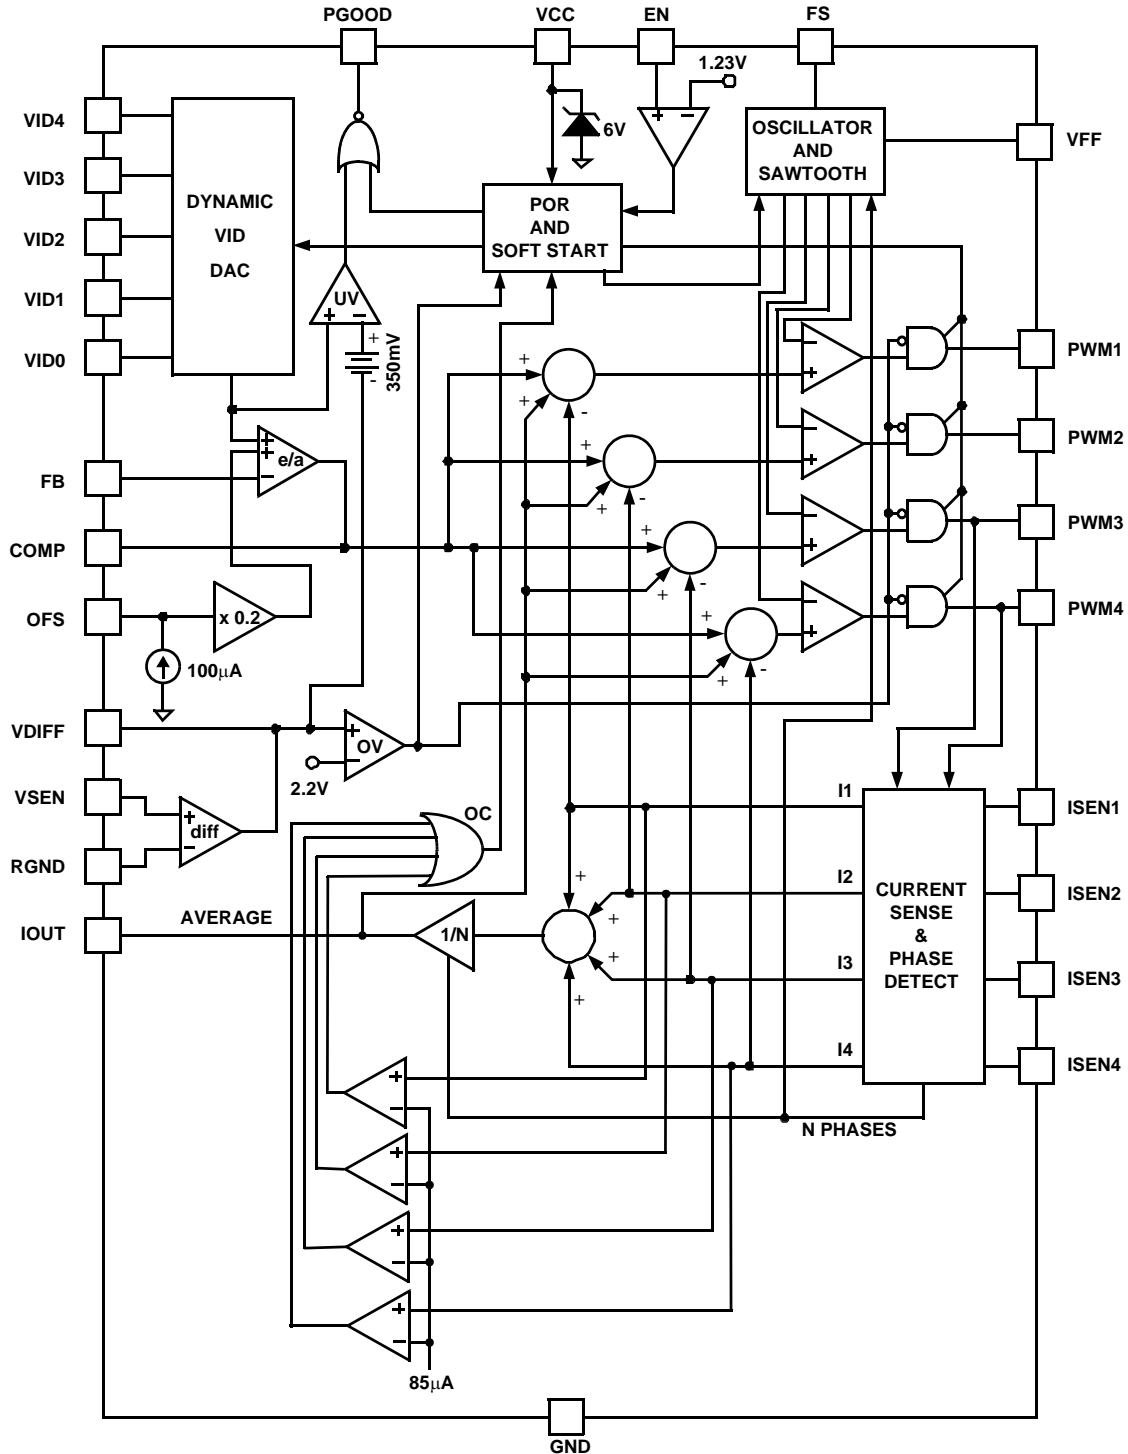 PGOOD
VCC
EN
FS
1.23V
VID4
VID3
VID2
VID1
VID0
DYNAMIC
VID
DAC
6V
+
−
OSCILLATOR
AND
SAWTOOTH
VFF
POR
AND
SOFT START
UV
+
−
+
-
350mV
PWM1
PWM2
PWM3
PWM4
+
+
-
+
+
-
+
+
-
+
+
-
−
+
−
+
−
+
−
+
FB
+
+
−
e/a
COMP
OFS
x 0.2
100μA
VDIFF
+
−
OV
2.2V
VSEN
+
−
diff
RGND
OC
I1
I2
I3
I4
CURRENT
SENSE
&
PHASE
DETECT
ISEN1
ISEN2
ISEN3
ISEN4
IOUT
AVERAGE
1/N
+
+
+
+
N PHASES
+
−
+
−
+
−
+
−
85μA
GND